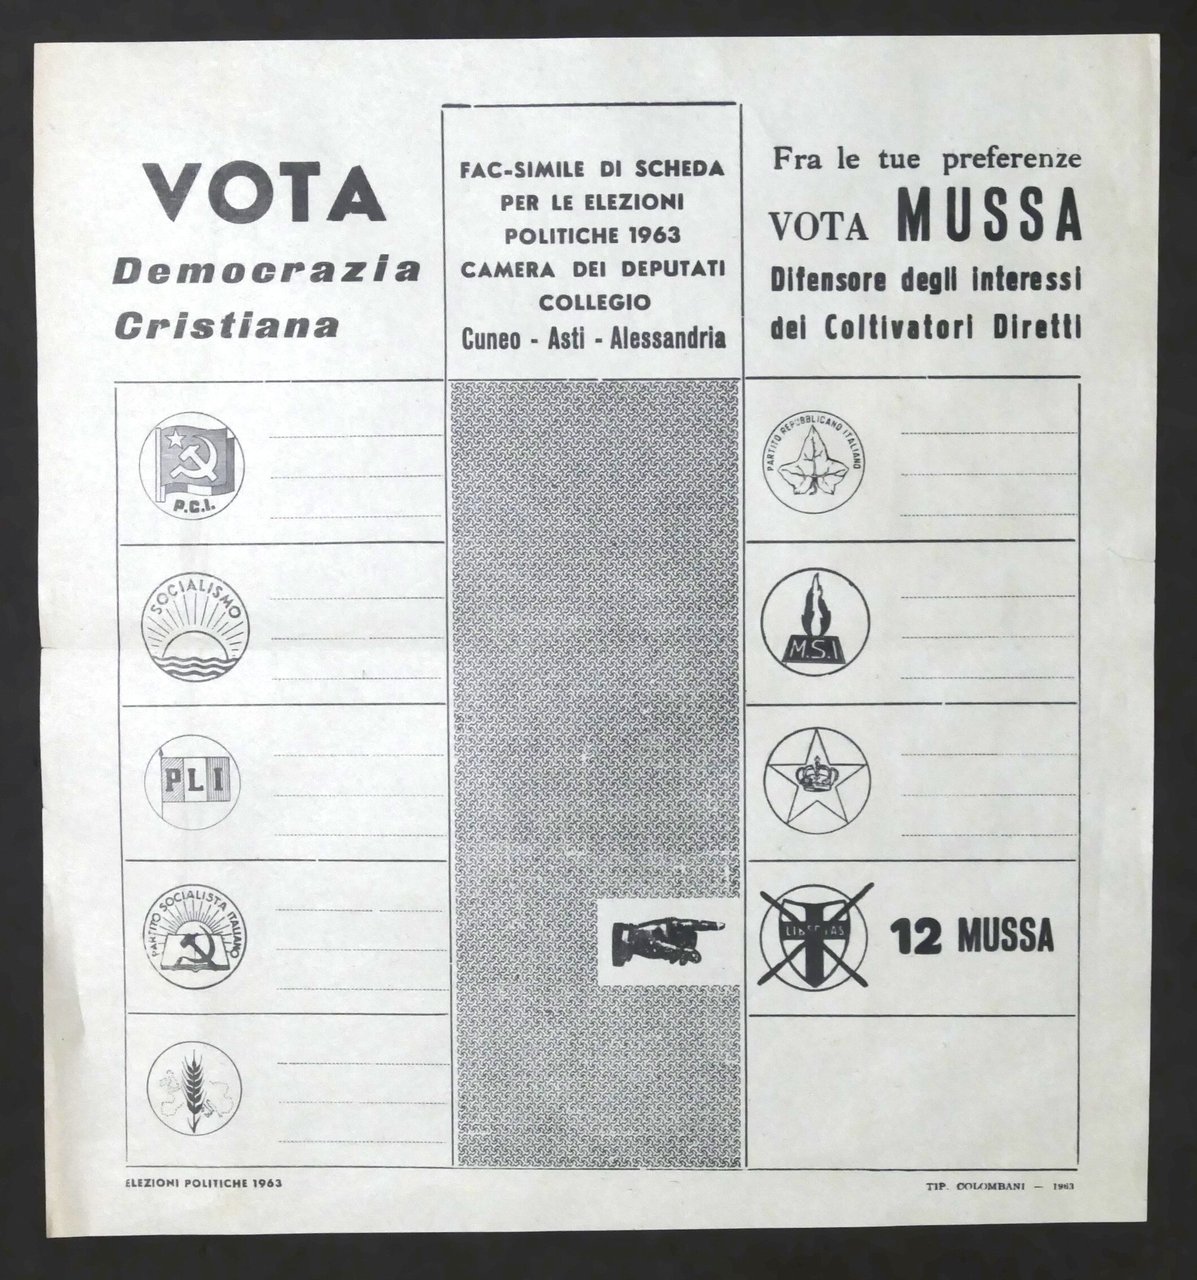 VOTA
Democrazia
Cristiana
FAC-SIMILE DI SCHEDA
PER LE ELEZIONI
POLITICHE 1963
CAMERA DEI DEPUTATI
COLLEGIO
Cuneo - Asti - Alessandria
Fra le tue preferenze
VOTA MUSSA
Difensore degli interessi
dei Coltivatori Diretti
P.C.I.
SOCIALISMO
PLI
PARTITO SOCIALISTA ITALIANO
PARTITO REPUBBLICANO ITALIANO
M.S.I
LIBERTAS
12 MUSSA
ELEZIONI POLITICHE 1963
TIP. COLOMBANI — 1963